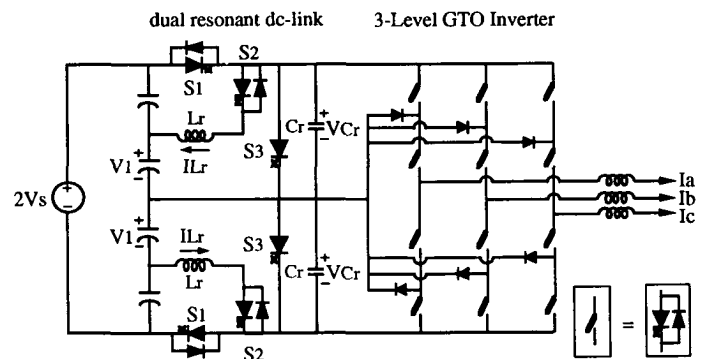 dual resonant dc-link
3-Level GTO Inverter
S2
S1
Lr
ILr
S3
Cr
+
VCr
−
+
V1
−
2Vs
+
−
Ia
Ib
Ic
+
V1
−
ILr
Lr
S3
Cr
+
VCr
−
S1
S2
=